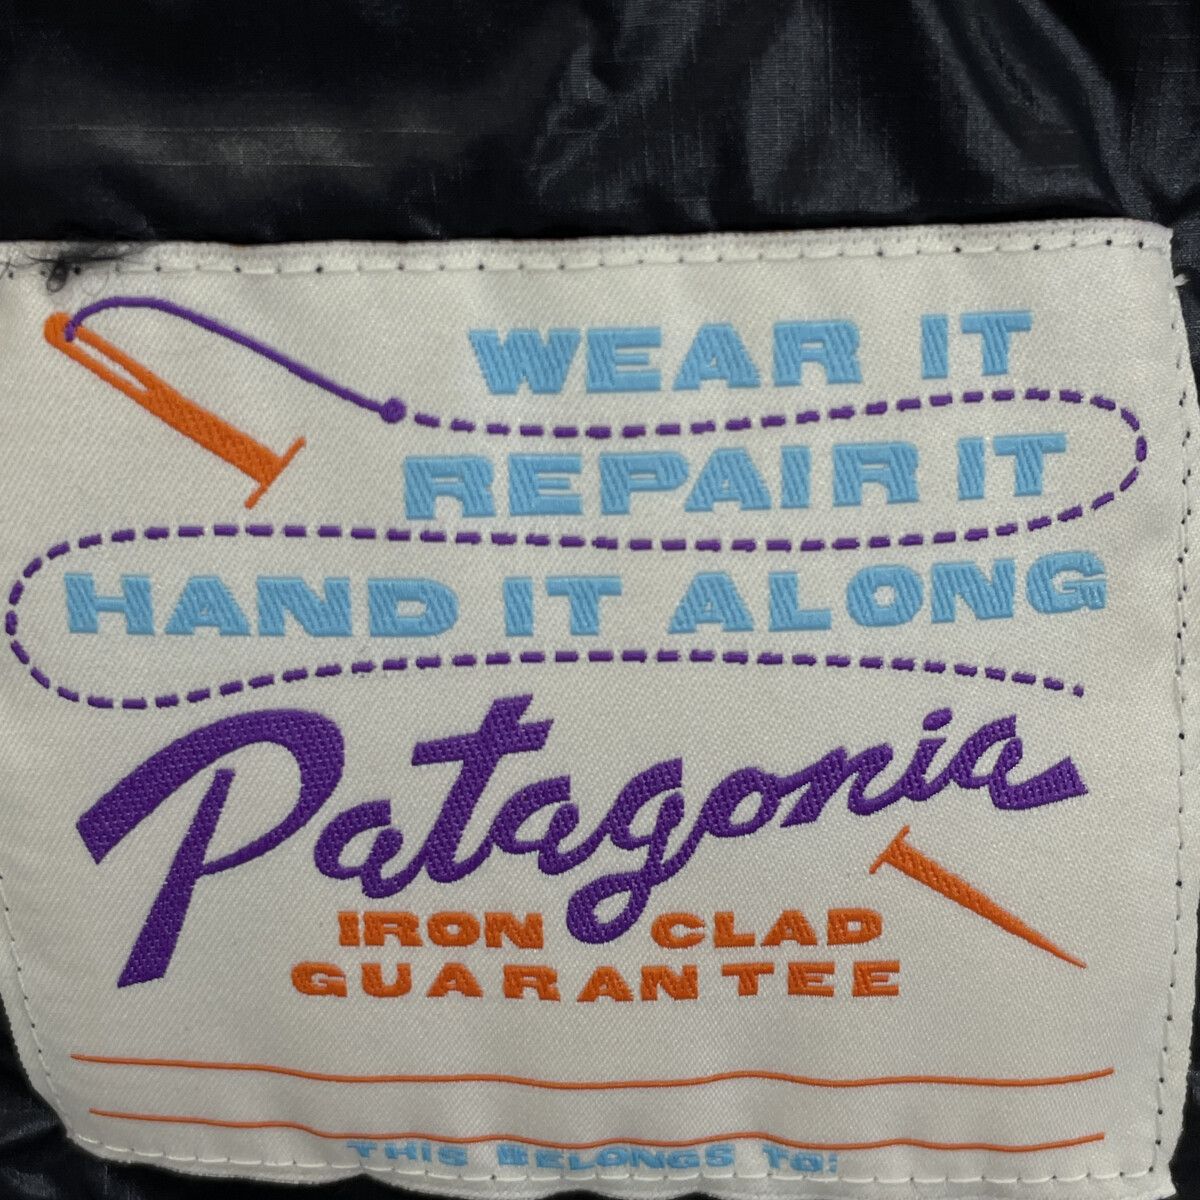 WEAR IT
REPAIR IT
HAND IT ALONG
Patagonia
IRON CLAD
GUARANTEE
THIS BELONGS TO: